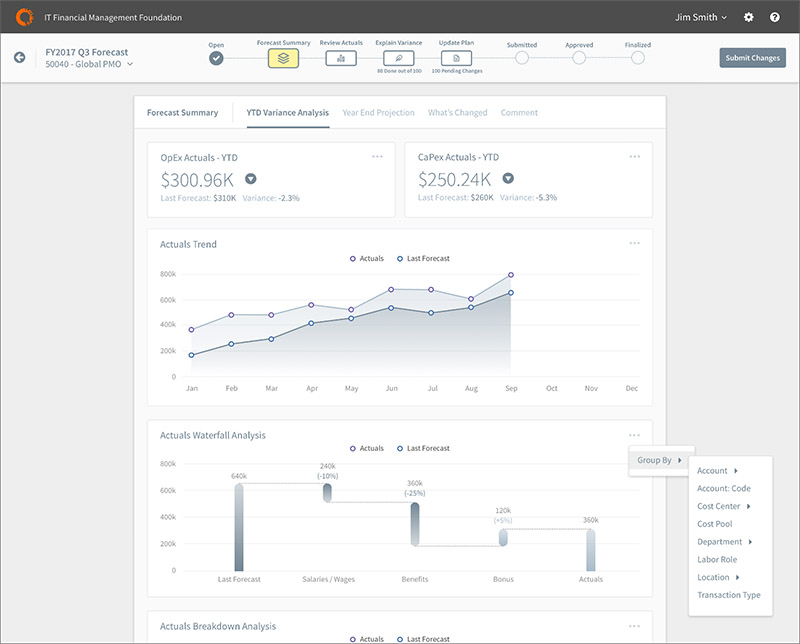 IT Financial Management Foundation
Jim Smith
FY2017 Q3 Forecast
50040 - Global PMO
Open
Forecast Summary
Review Actuals
Explain Variance
88 Done out of 100
Update Plan
100 Pending Changes
Submitted
Approved
Finalized
Submit Changes
Forecast Summary
YTD Variance Analysis
Year End Projection
What's Changed
Comment
OpEx Actuals - YTD
$300.96K
Last Forecast: $310K Variance: -2.3%
CaPex Actuals - YTD
$250.24K
Last Forecast: $260K Variance: -5.3%
Actuals Trend
Actuals
Last Forecast
800k
600k
400k
200k
0
Jan
Feb
Mar
Apr
May
Jun
Jul
Aug
Sep
Oct
Nov
Dec
Actuals Waterfall Analysis
Actuals
Last Forecast
800k
600k
400k
200k
0
640k
240k
(-10%)
360k
(-25%)
120k
(+5%)
360k
Last Forecast
Salaries / Wages
Benefits
Bonus
Actuals
Group By
Account
Account: Code
Cost Center
Cost Pool
Department
Labor Role
Location
Transaction Type
Actuals Breakdown Analysis
Actuals
Last Forecast